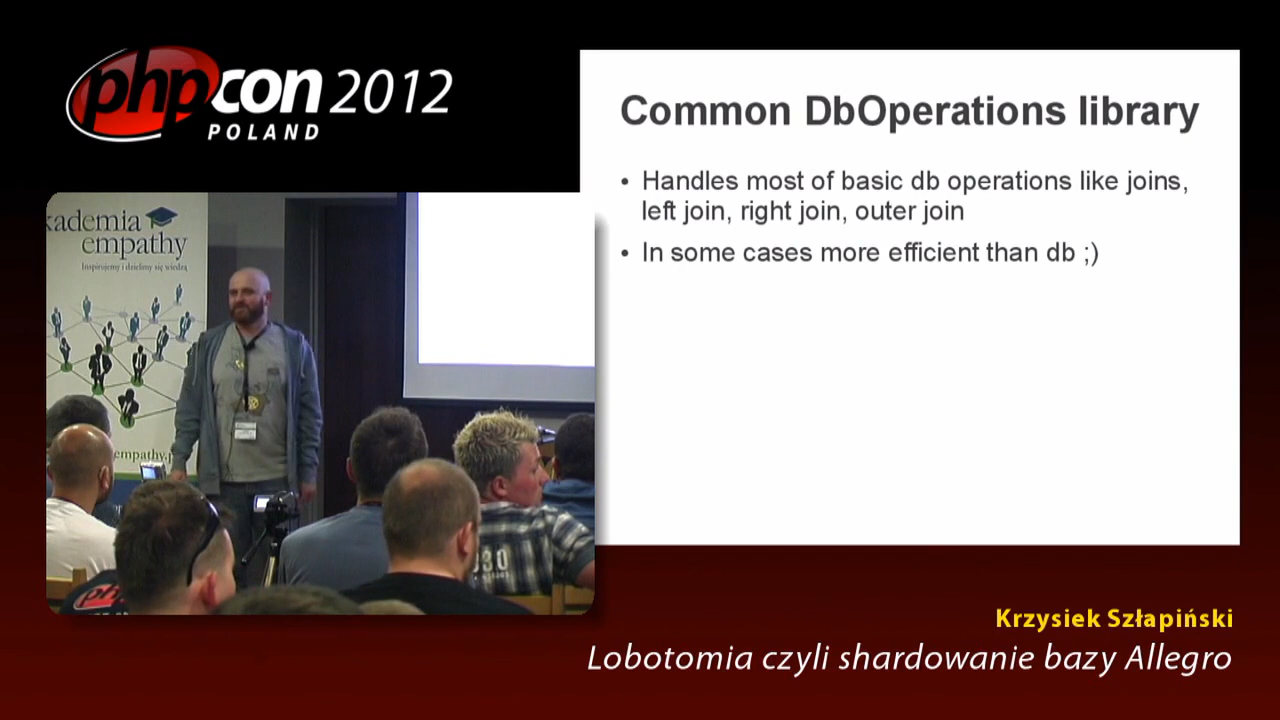 phpcon 2012
POLAND
Common DbOperations library
• Handles most of basic db operations like joins,
left join, right join, outer join
• In some cases more efficient than db ;)
kademia
empathy
Inspirujemy i dzielimy się wiedzą
empathy.p
php
Krzysiek Szłapiński
Lobotomia czyli shardowanie bazy Allegro